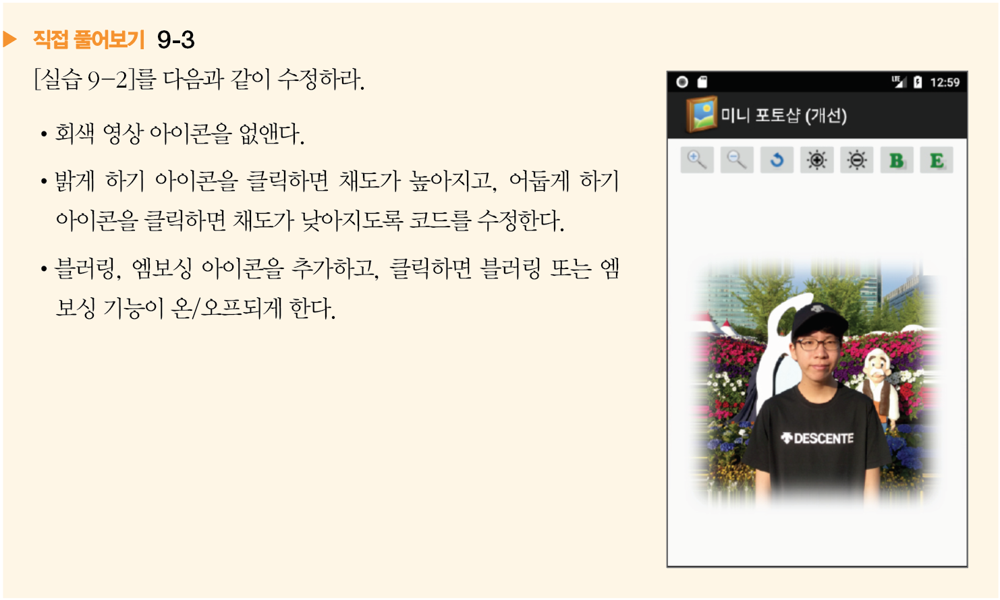 직접 풀어보기 9-3
[실습 9-2]를 다음과 같이 수정하라.
• 회색 영상 아이콘을 없앤다.
• 밝게 하기 아이콘을 클릭하면 채도가 높아지고, 어둡게 하기
아이콘을 클릭하면 채도가 낮아지도록 코드를 수정한다.
• 블러링, 엠보싱 아이콘을 추가하고, 클릭하면 블러링 또는 엠
보싱 기능이 온/오프되게 한다.
LTE 12:59
미니 포토샵 (개선)
B E
DESCENTE